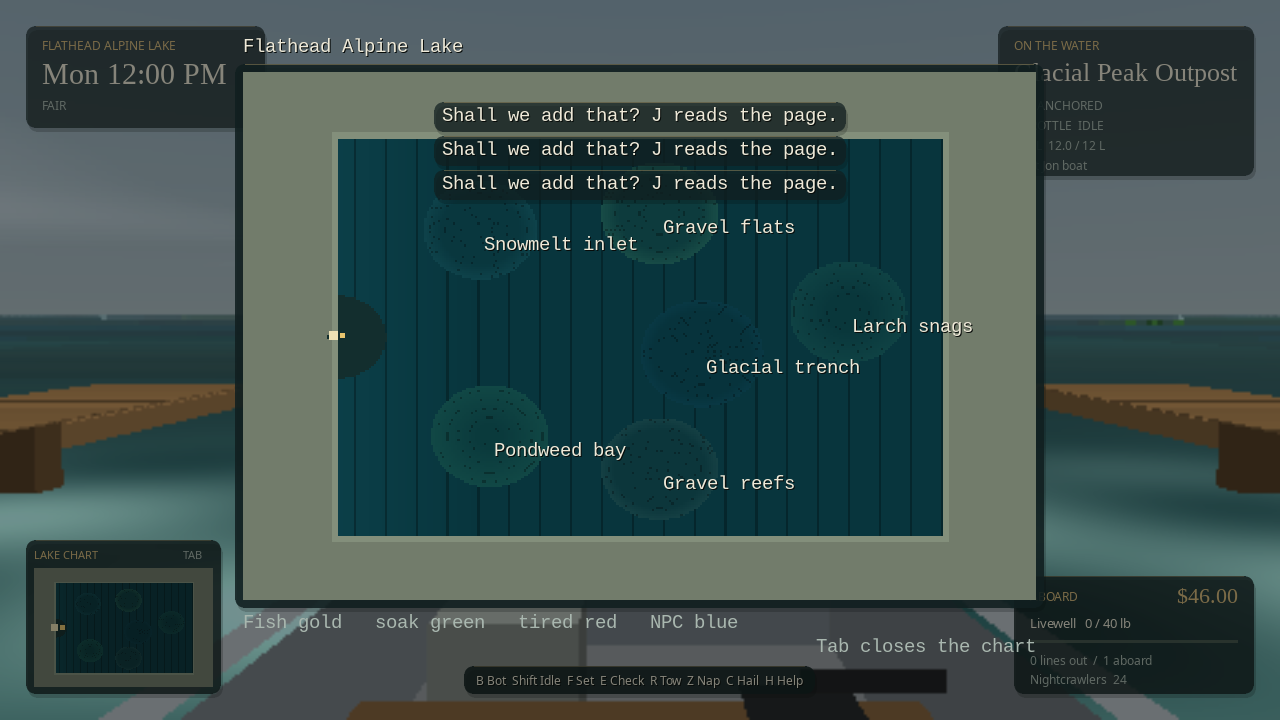 FLATHEAD ALPINE LAKE
Mon 12:00 PM
FAIR
Flathead Alpine Lake
ON THE WATER
Glacial Peak Outpost
ANCHORED
IDLE
12.0 / 12 L
on boat
Shall we add that? J reads the page.
Shall we add that? J reads the page.
Shall we add that? J reads the page.
Gravel flats
Snowmelt inlet
Larch snags
Glacial trench
Pondweed bay
Gravel reefs
LAKE CHART TAB
Fish gold soak green tired red NPC blue
Tab closes the chart
$46.00
Livewell 0 / 40 lb
0 lines out / 1 aboard
Nightcrawlers 24
B Bot Shift Idle F Set E Check R Tow Z Nap C Hail H Help